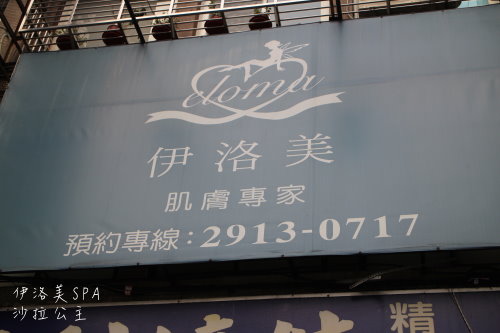 eloma
伊洛美
肌膚專家
預約專線：2913-0717
伊洛美SPA
沙拉公主
精